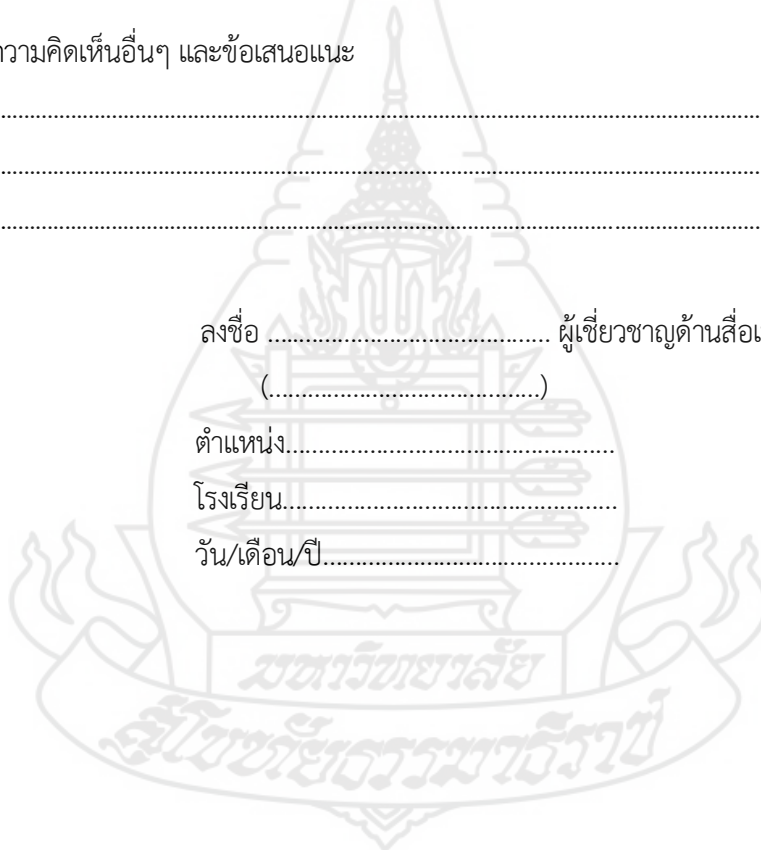 วามคิดเห็นอื่นๆ และข้อเสนอแนะ
..........................................................................................
..........................................................................................
..........................................................................................
ลงชื่อ ........................................ ผู้เชี่ยวชาญด้านสื่อ
(........................................)
ตำแหน่ง..............................................
โรงเรียน..............................................
วัน/เดือน/ปี..........................................
มหาวิทยาลัย
สุโขทัยธรรมาธิราช